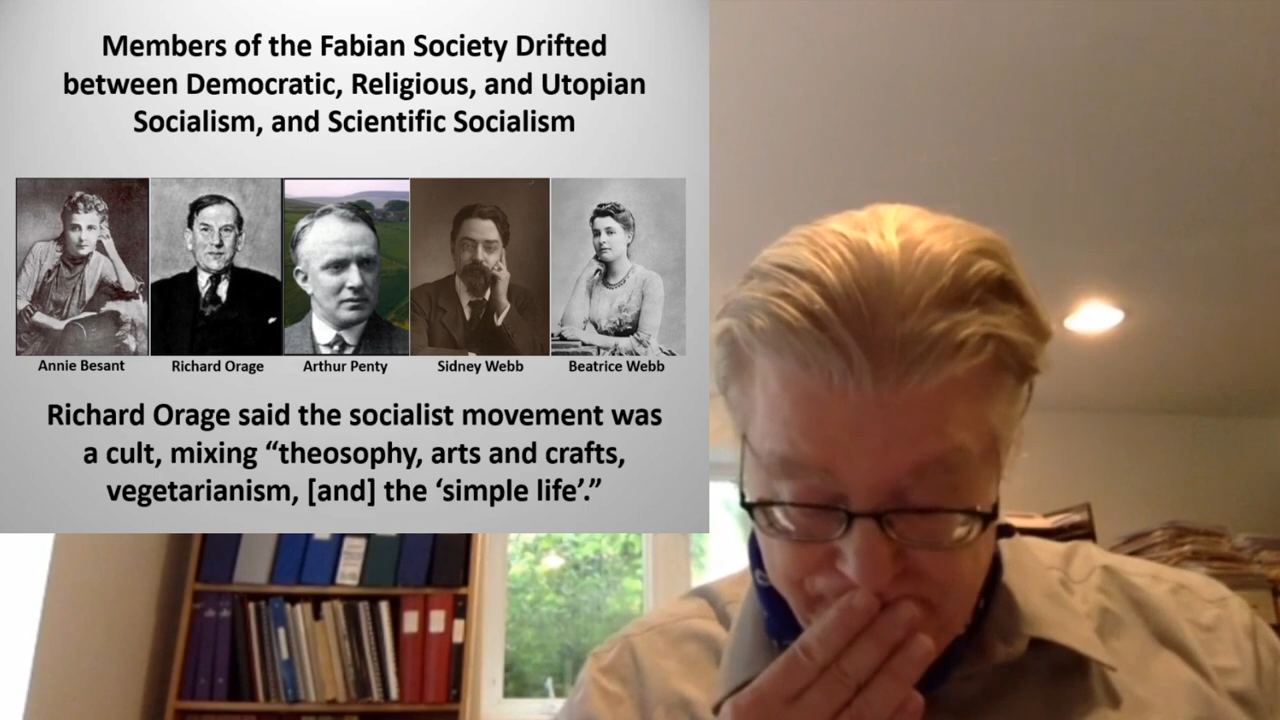 Members of the Fabian Society Drifted
between Democratic, Religious, and Utopian
Socialism, and Scientific Socialism
Annie Besant
Richard Orage
Arthur Penty
Sidney Webb
Beatrice Webb
Richard Orage said the socialist movement was
a cult, mixing “theosophy, arts and crafts,
vegetarianism, [and] the ‘simple life’.”